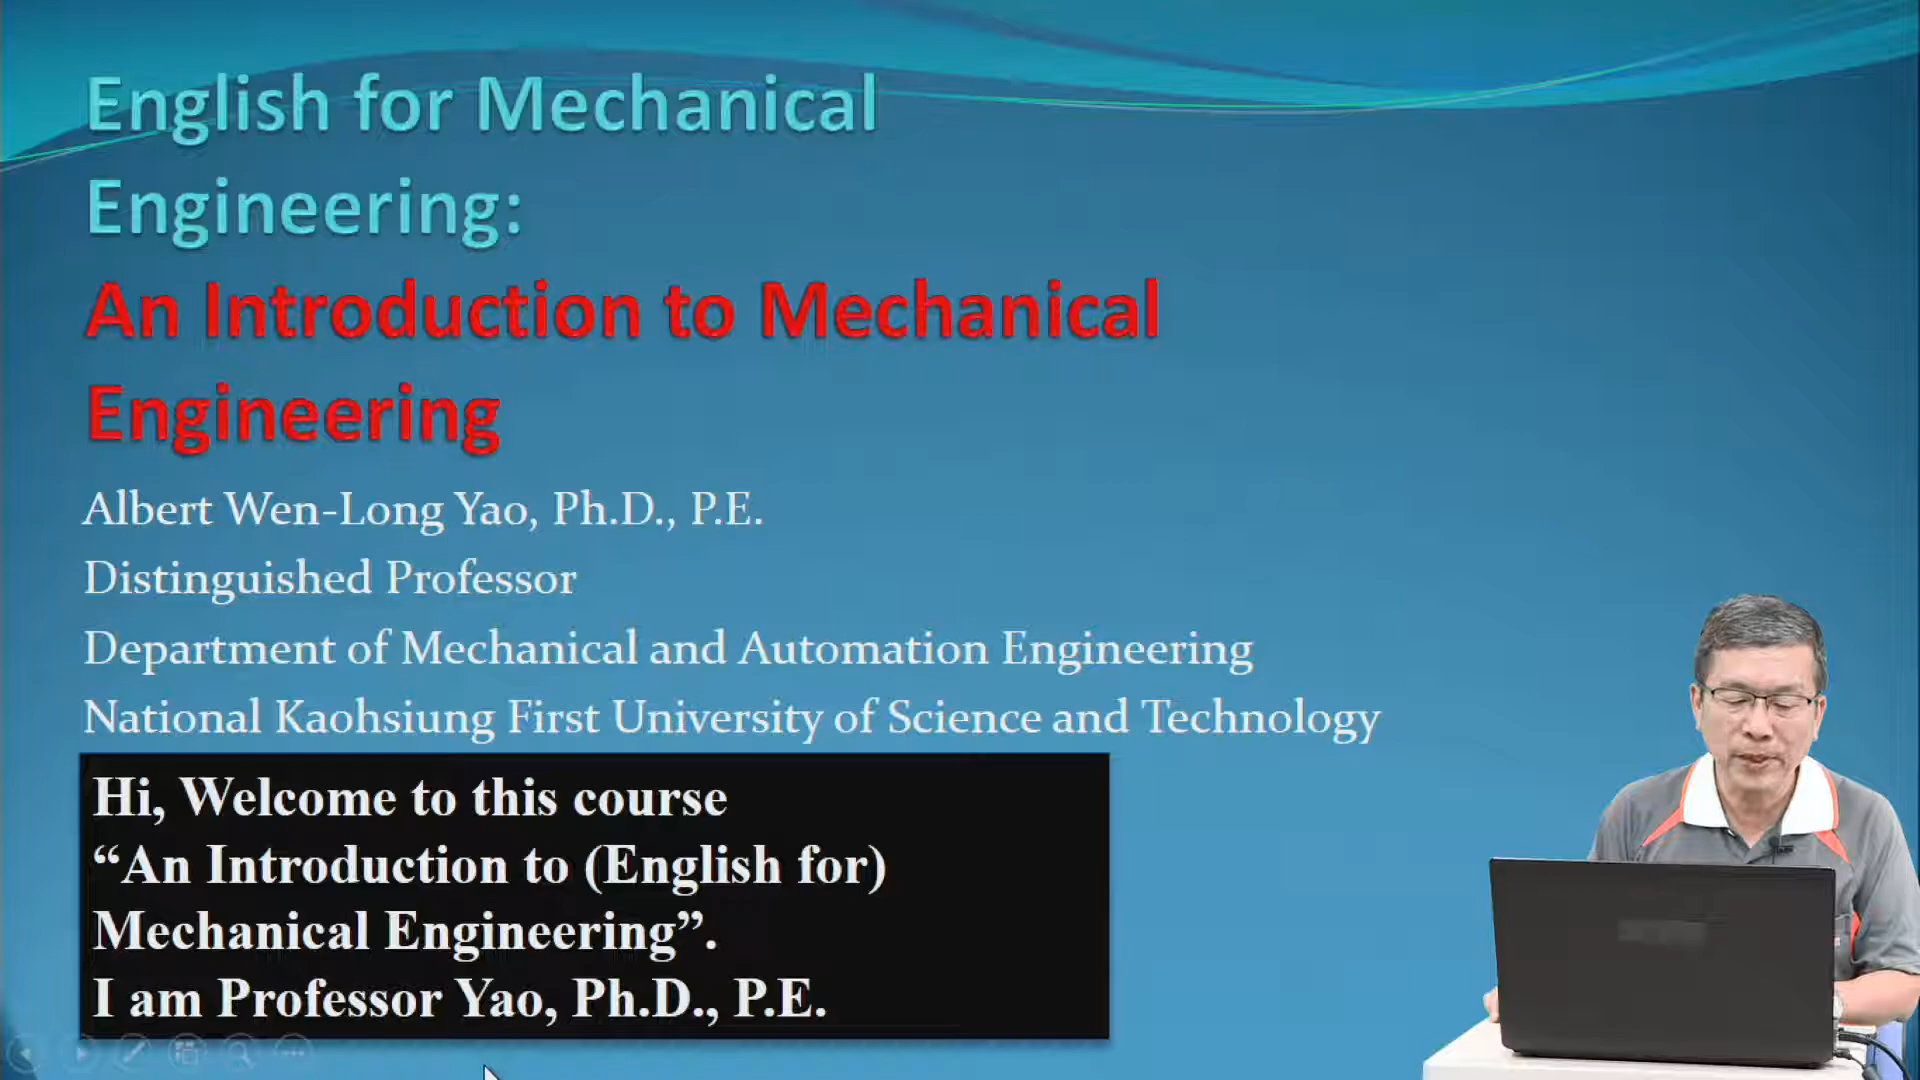 English for Mechanical
Engineering:
An Introduction to Mechanical
Engineering
Albert Wen-Long Yao, Ph.D., P.E.
Distinguished Professor
Department of Mechanical and Automation Engineering
National Kaohsiung First University of Science and Technology
Hi, Welcome to this course
“An Introduction to (English for)
Mechanical Engineering”.
I am Professor Yao, Ph.D., P.E.